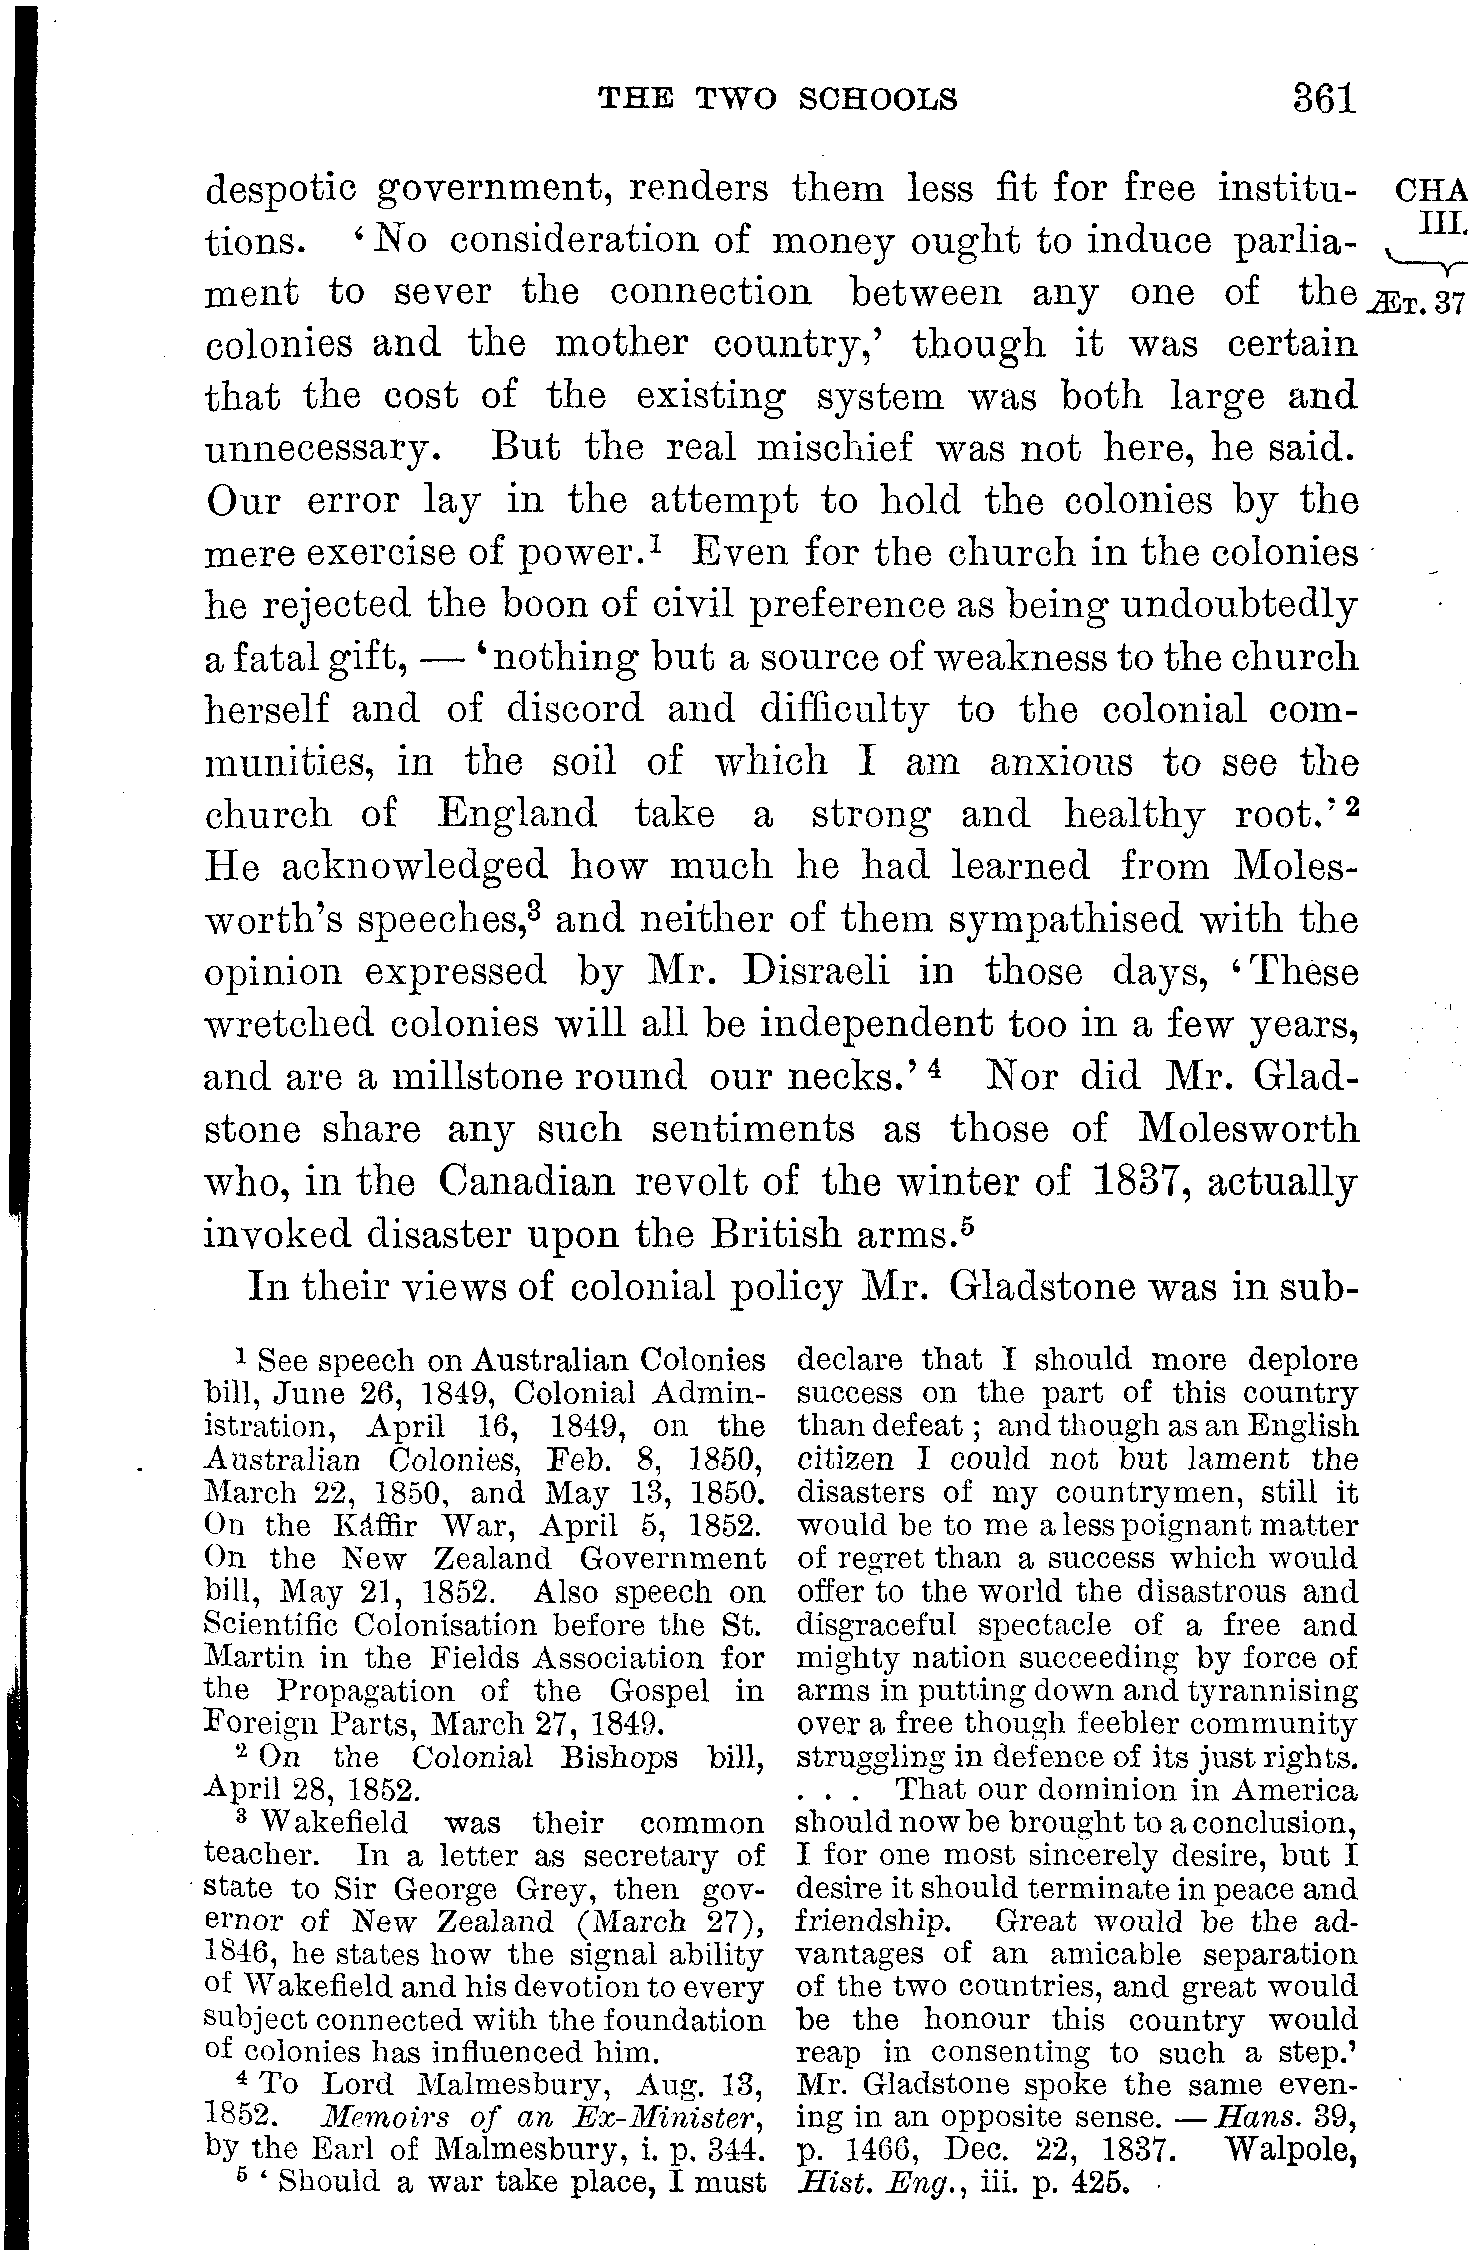 THE TWO SCHOOLS 361
despotic government, renders them less fit for free institu-
tions. ‘No consideration of money ought to induce parlia-
ment to sever the connection between any one of the
colonies and the mother country,’ though it was certain
that the cost of the existing system was both large and
unnecessary. But the real mischief was not here, he said.
Our error lay in the attempt to hold the colonies by the
mere exercise of power.¹ Even for the church in the colonies
he rejected the boon of civil preference as being undoubtedly
a fatal gift, — ‘nothing but a source of weakness to the church
herself and of discord and difficulty to the colonial com-
munities, in the soil of which I am anxious to see the
church of England take a strong and healthy root.’²
He acknowledged how much he had learned from Moles-
worth’s speeches,³ and neither of them sympathised with the
opinion expressed by Mr. Disraeli in those days, ‘These
wretched colonies will all be independent too in a few years,
and are a millstone round our necks.’⁴ Nor did Mr. Glad-
stone share any such sentiments as those of Molesworth
who, in the Canadian revolt of the winter of 1837, actually
invoked disaster upon the British arms.⁵
In their views of colonial policy Mr. Gladstone was in sub-
CHA
III.
ÆT. 37
¹ See speech on Australian Colonies
bill, June 26, 1849, Colonial Admin-
istration, April 16, 1849, on the
Australian Colonies, Feb. 8, 1850,
March 22, 1850, and May 13, 1850.
On the Káffir War, April 5, 1852.
On the New Zealand Government
bill, May 21, 1852. Also speech on
Scientific Colonisation before the St.
Martin in the Fields Association for
the Propagation of the Gospel in
Foreign Parts, March 27, 1849.
² On the Colonial Bishops bill,
April 28, 1852.
³ Wakefield was their common
teacher. In a letter as secretary of
state to Sir George Grey, then gov-
ernor of New Zealand (March 27),
1846, he states how the signal ability
of Wakefield and his devotion to every
subject connected with the foundation
of colonies has influenced him.
⁴ To Lord Malmesbury, Aug. 13,
1852. Memoirs of an Ex-Minister,
by the Earl of Malmesbury, i. p. 344.
⁵ ‘Should a war take place, I must
declare that I should more deplore
success on the part of this country
than defeat; and though as an English
citizen I could not but lament the
disasters of my countrymen, still it
would be to me a less poignant matter
of regret than a success which would
offer to the world the disastrous and
disgraceful spectacle of a free and
mighty nation succeeding by force of
arms in putting down and tyrannising
over a free though feebler community
struggling in defence of its just rights.
. . . That our dominion in America
should now be brought to a conclusion,
I for one most sincerely desire, but I
desire it should terminate in peace and
friendship. Great would be the ad-
vantages of an amicable separation
of the two countries, and great would
be the honour this country would
reap in consenting to such a step.’
Mr. Gladstone spoke the same even-
ing in an opposite sense. — Hans. 39,
p. 1466, Dec. 22, 1837. Walpole,
Hist. Eng., iii. p. 425.